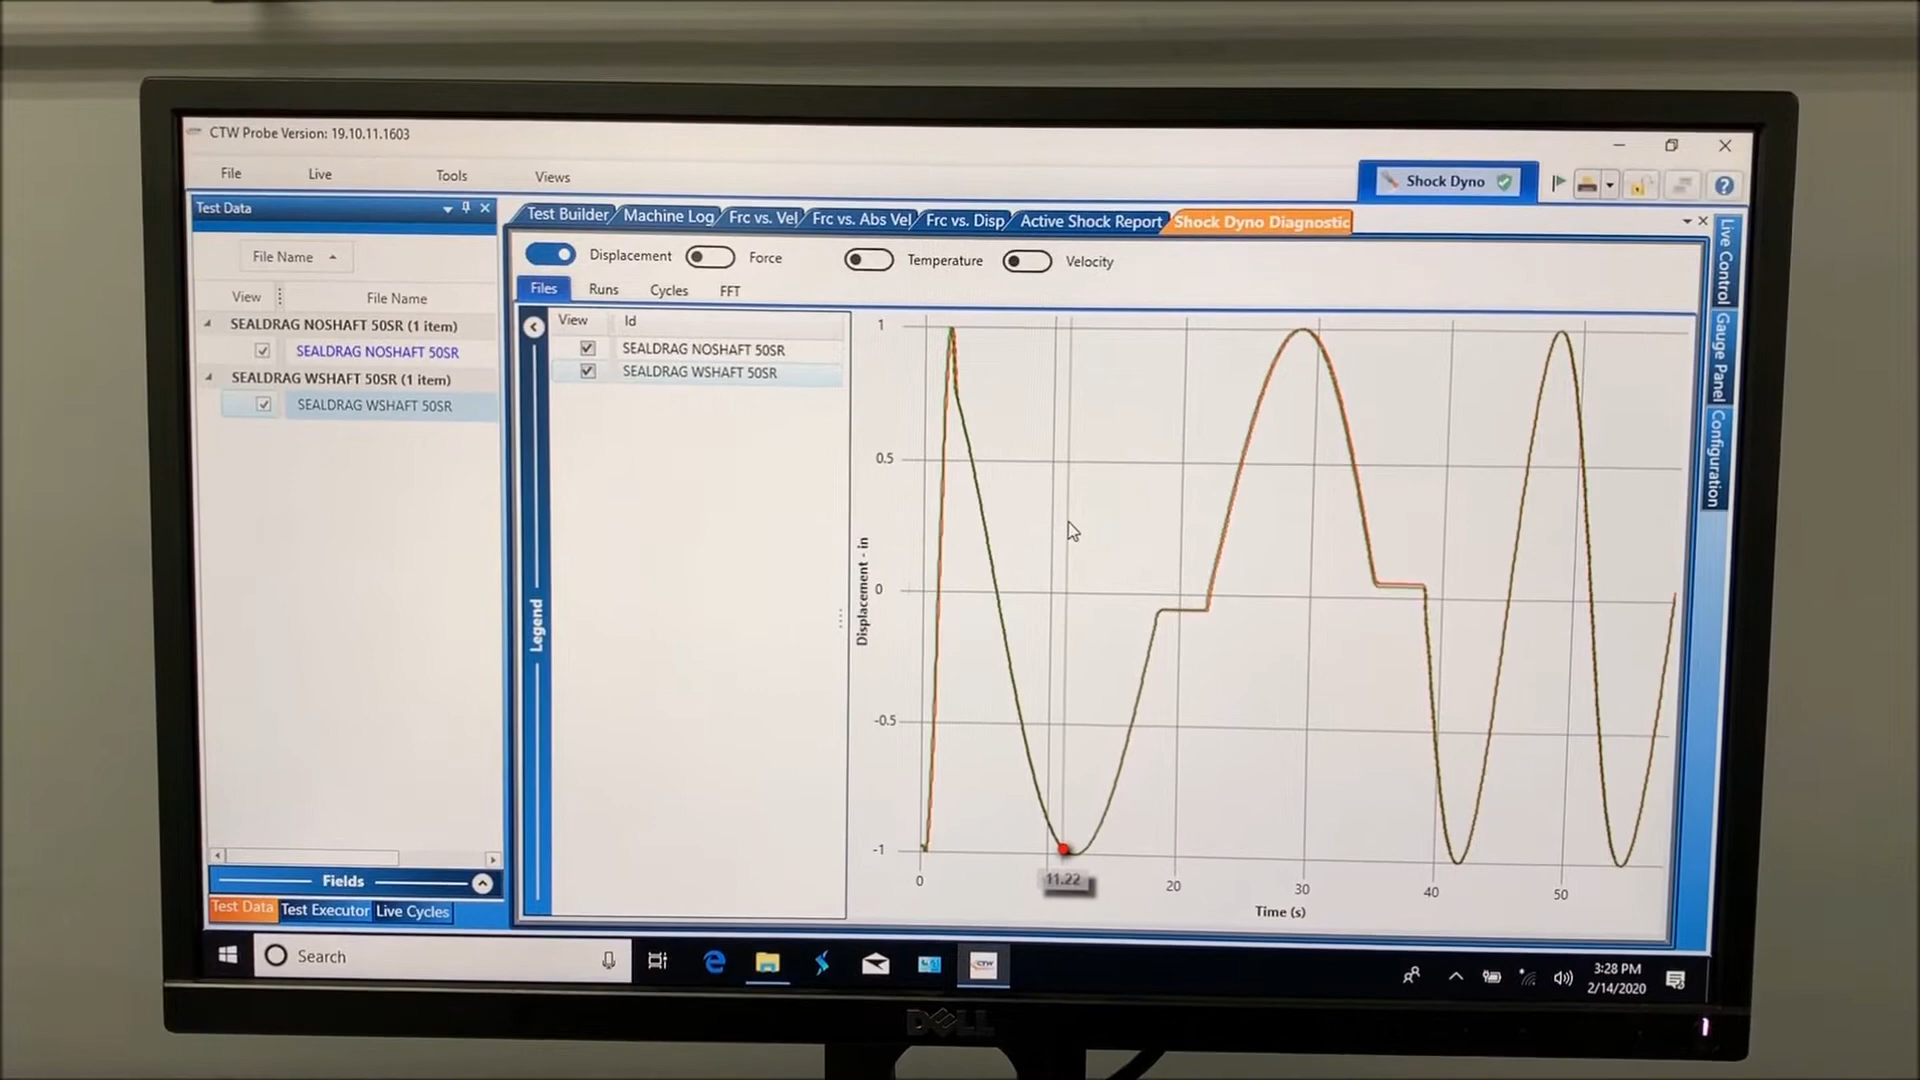 CTW Probe Version: 19.10.11.1603
File Live Tools Views
Shock Dyno
Test Data
Test Builder Machine Log Frc vs. Vel Frc vs. Abs Vel Frc vs. Disp Active Shock Report Shock Dyno Diagnostic
Displacement Force Temperature Velocity
Files Runs Cycles FFT
File Name
View File Name
SEALDRAG NOSHAFT 50SR (1 item)
SEALDRAG NOSHAFT 50SR
SEALDRAG WSHAFT 50SR (1 item)
SEALDRAG WSHAFT 50SR
View Id
SEALDRAG NOSHAFT 50SR
SEALDRAG WSHAFT 50SR
Legend
Displacement - in
1
0.5
0
-0.5
-1
0 20 30 40 50
11.22
Time (s)
Live Control
Gauge Panel
Configuration
Fields
Test Data Test Executor Live Cycles
Search
CTW
3:28 PM
2/14/2020
DELL